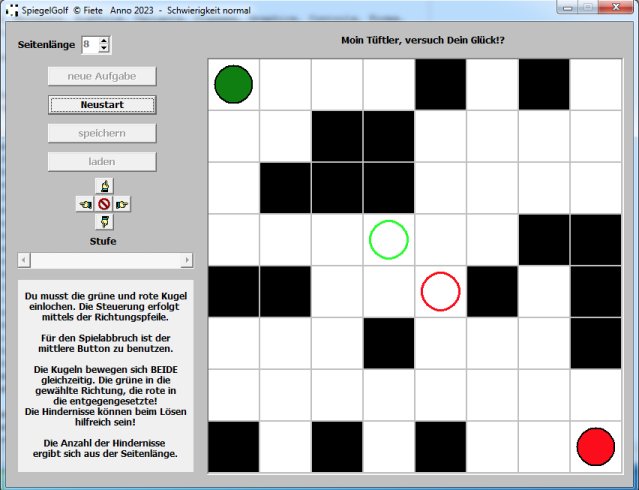 SpiegelGolf © Fiete Anno 2023 - Schwierigkeit normal
Seitenlänge 8
Moin Tüftler, versuch Dein Glück!?
neue Aufgabe
Neustart
speichern
laden
Stufe
Du musst die grüne und rote Kugel
einlochen. Die Steuerung erfolgt
mittels der Richtungspfeile.
Für den Spielabbruch ist der
mittlere Button zu benutzen.
Die Kugeln bewegen sich BEIDE
gleichzeitig. Die grüne in die
gewählte Richtung, die rote in
die entgegengesetzte!
Die Hindernisse können beim Lösen
hilfreich sein!
Die Anzahl der Hindernisse
ergibt sich aus der Seitenlänge.